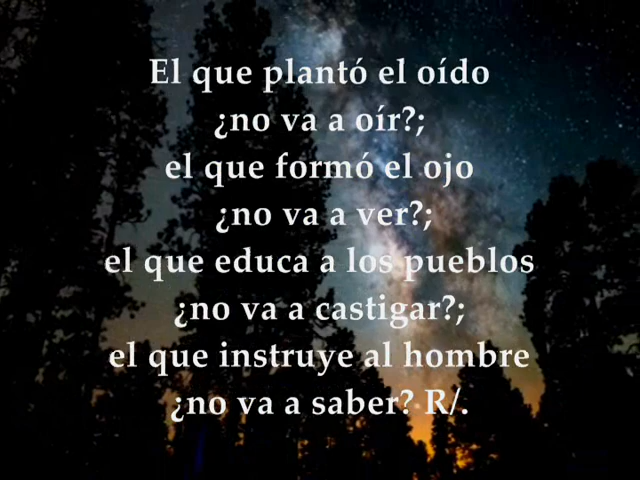 El que plantó el oído
¿no va a oír?;
el que formó el ojo
¿no va a ver?;
el que educa a los pueblos
¿no va a castigar?;
el que instruye al hombre
¿no va a saber? R/.